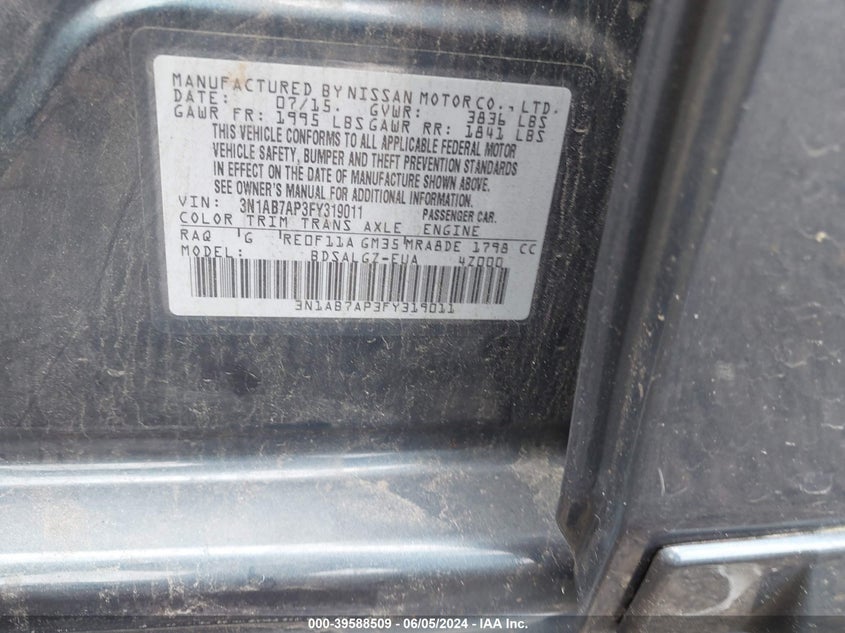 MANUFACTURED BY NISSAN MOTOR CO., LTD.
DATE: 07/15. GVWR: 3836 LBS
GAWR FR: 1995 LBS GAWR RR: 1841 LBS
THIS VEHICLE CONFORMS TO ALL APPLICABLE FEDERAL MOTOR
VEHICLE SAFETY, BUMPER AND THEFT PREVENTION STANDARDS
IN EFFECT ON THE DATE OF MANUFACTURE SHOWN ABOVE.
SEE OWNER'S MANUAL FOR ADDITIONAL INFORMATION.
VIN: 3N1AB7AP3FY319011 PASSENGER CAR.
COLOR TRIM TRANS AXLE ENGINE
RAQ G RE0F11A GM35 MRA8DE 1798 CC
MODEL: BDSALGZ-EUA 4Z000
3N1AB7AP3FY319011
000-39588509 - 06/05/2024 - IAA Inc.